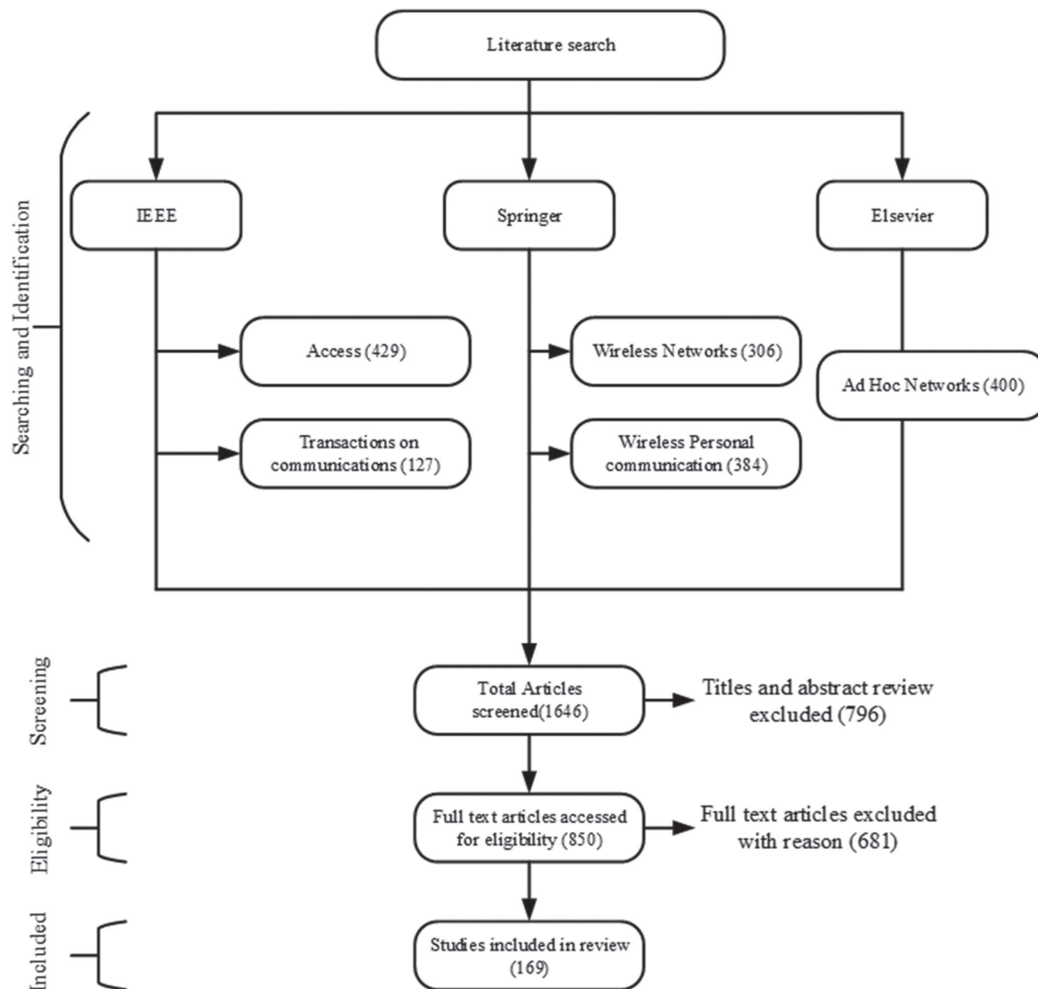 Literature search
Searching and Identification
IEEE
Springer
Elsevier
Access (429)
Wireless Networks (306)
Ad Hoc Networks (400)
Transactions on
communications (127)
Wireless Personal
communication (384)
Screening
Total Articles
screened(1646)
Titles and abstract review
excluded (796)
Eligibility
Full text articles accessed
for eligibility (850)
Full text articles excluded
with reason (681)
Included
Studies included in review
(169)